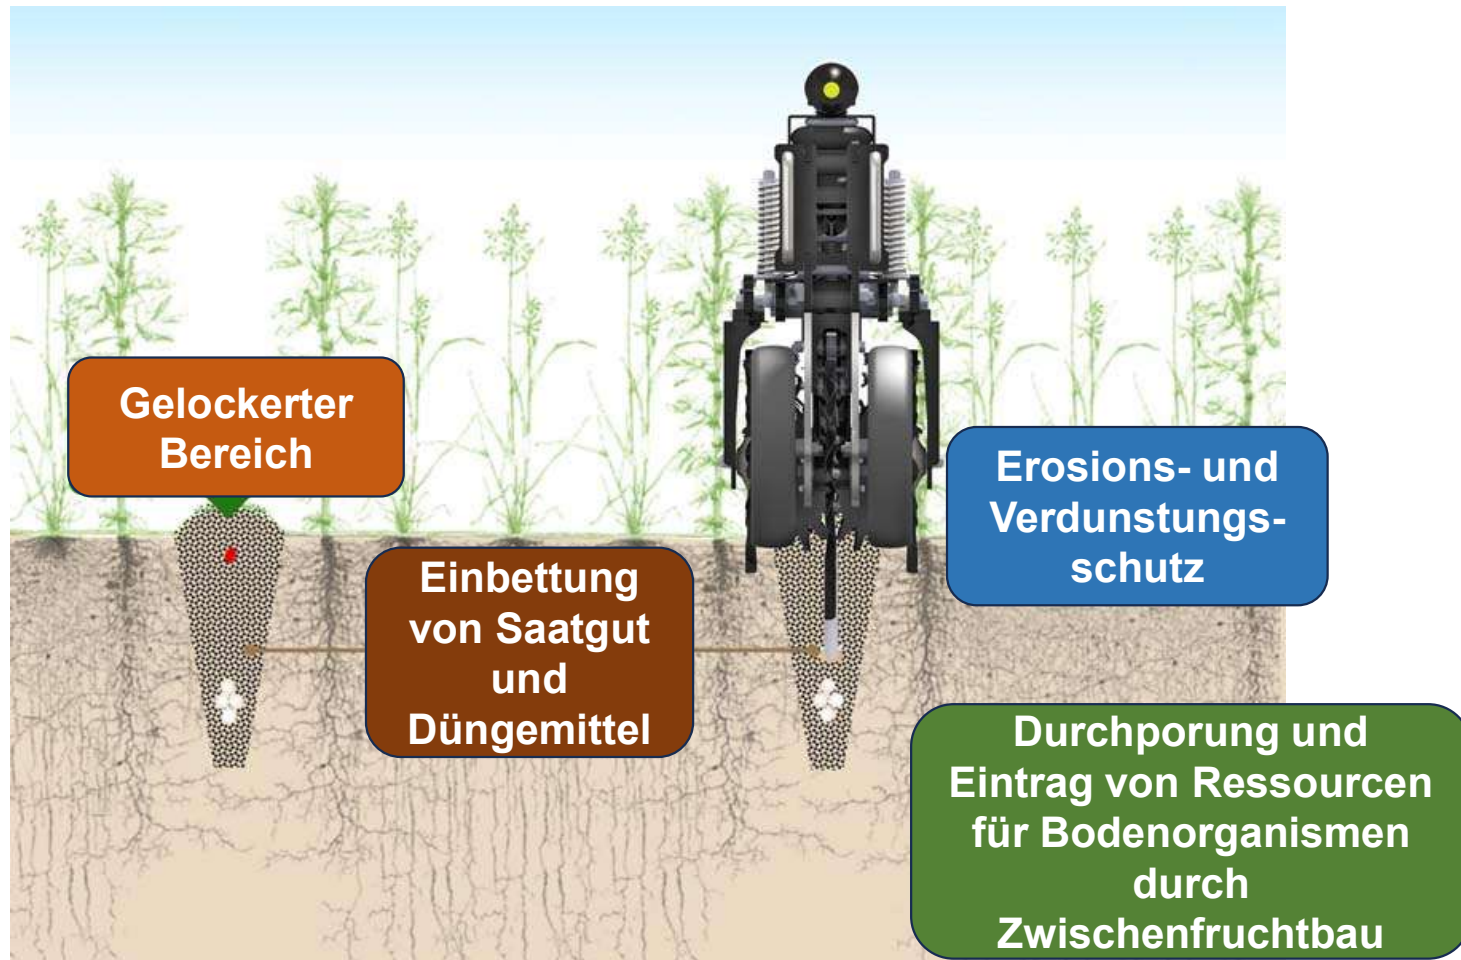 Gelockerter
Bereich
Einbettung
von Saatgut
und
Düngemittel
Erosions- und
Verdunstungs-
schutz
Durchporung und
Eintrag von Ressourcen
für Bodenorganismen
durch
Zwischenfruchtbau